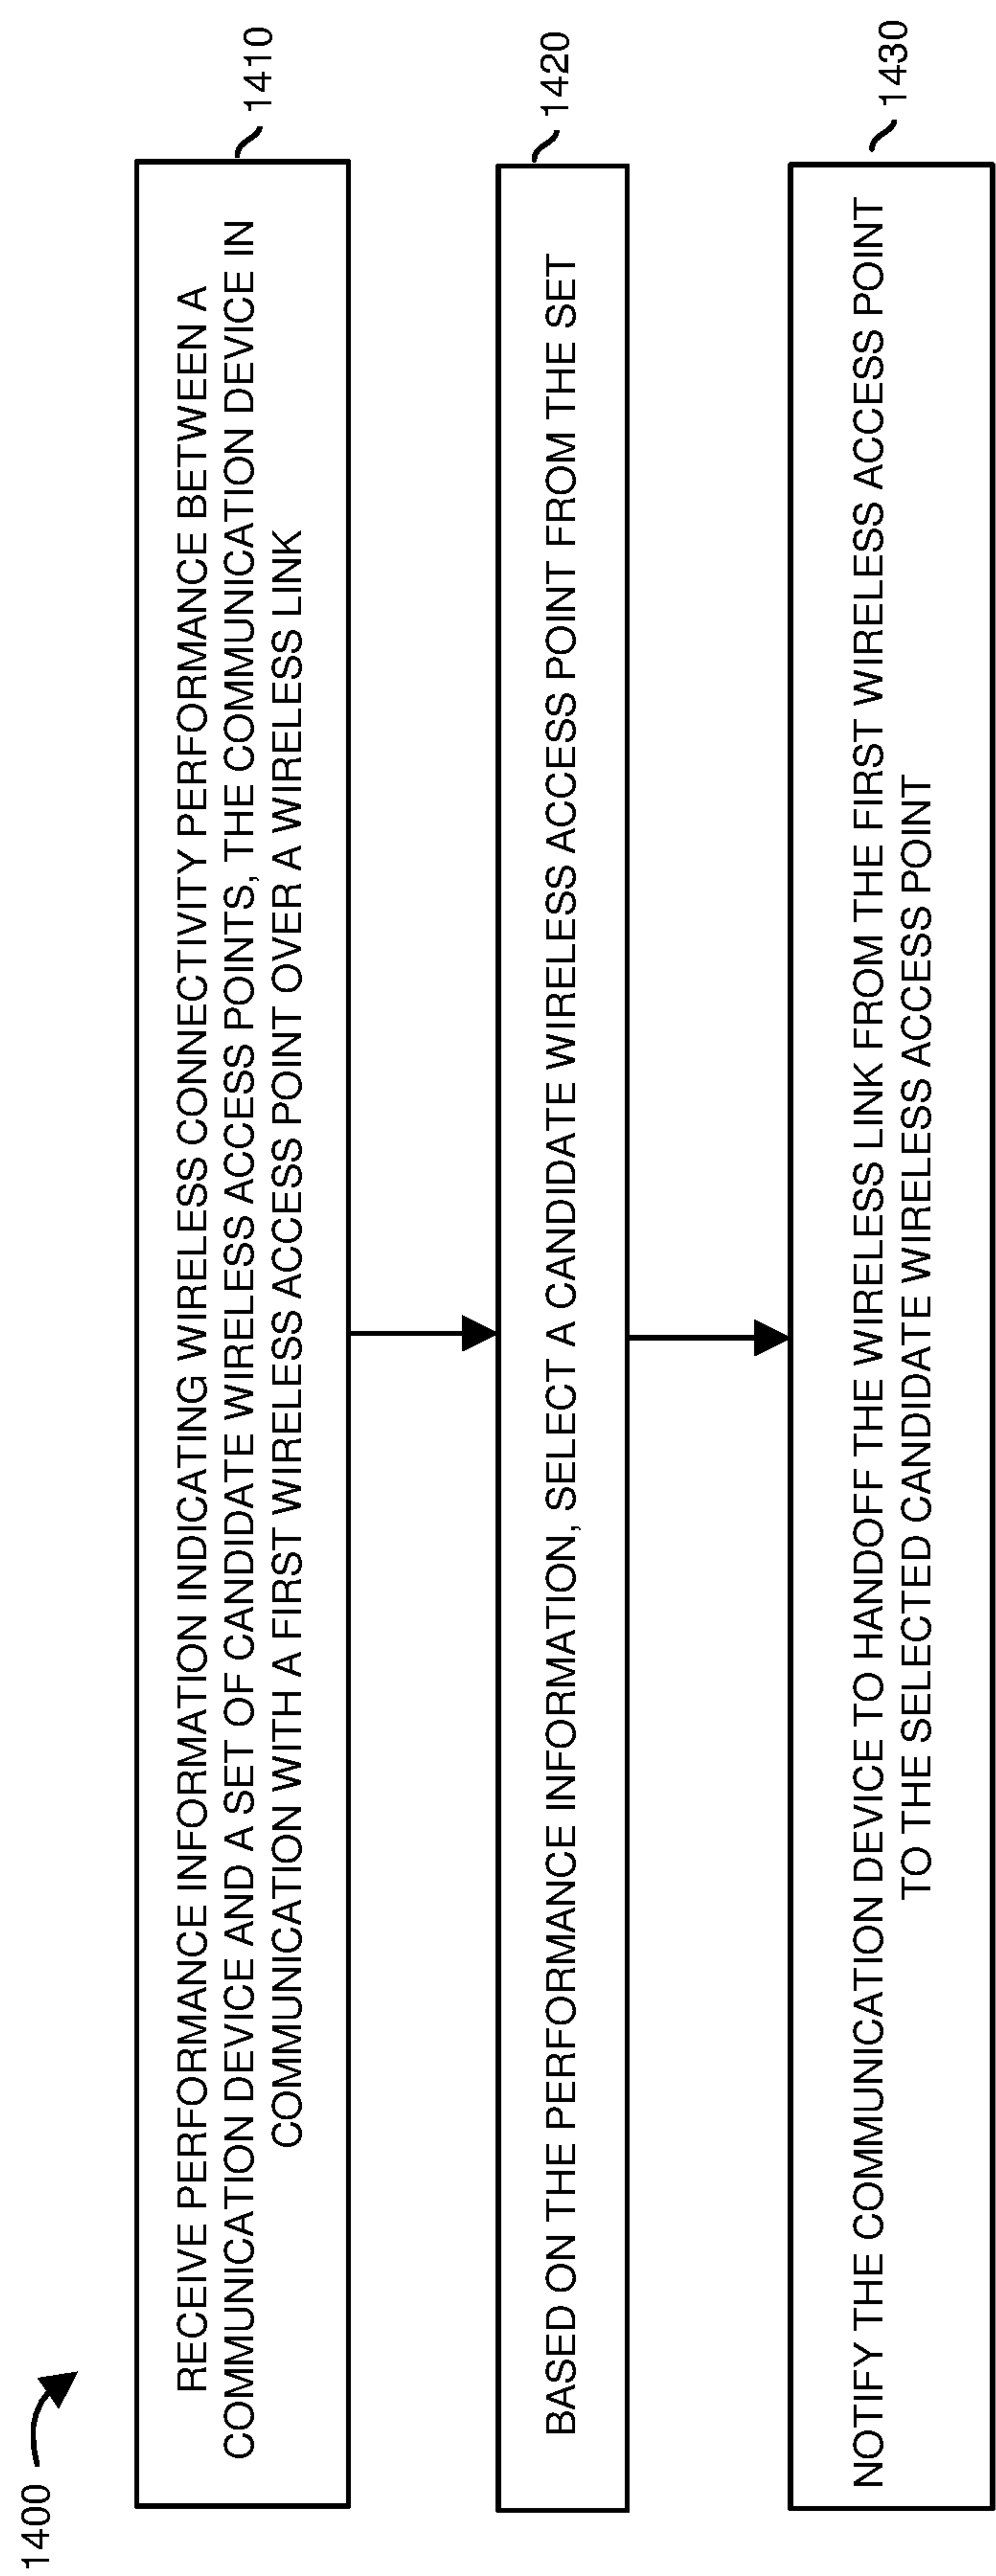 1400
RECEIVE PERFORMANCE INFORMATION INDICATING WIRELESS CONNECTIVITY PERFORMANCE BETWEEN A
COMMUNICATION DEVICE AND A SET OF CANDIDATE WIRELESS ACCESS POINTS, THE COMMUNICATION DEVICE IN
COMMUNICATION WITH A FIRST WIRELESS ACCESS POINT OVER A WIRELESS LINK
1410
BASED ON THE PERFORMANCE INFORMATION, SELECT A CANDIDATE WIRELESS ACCESS POINT FROM THE SET
1420
NOTIFY THE COMMUNICATION DEVICE TO HANDOFF THE WIRELESS LINK FROM THE FIRST WIRELESS ACCESS POINT
TO THE SELECTED CANDIDATE WIRELESS ACCESS POINT
1430